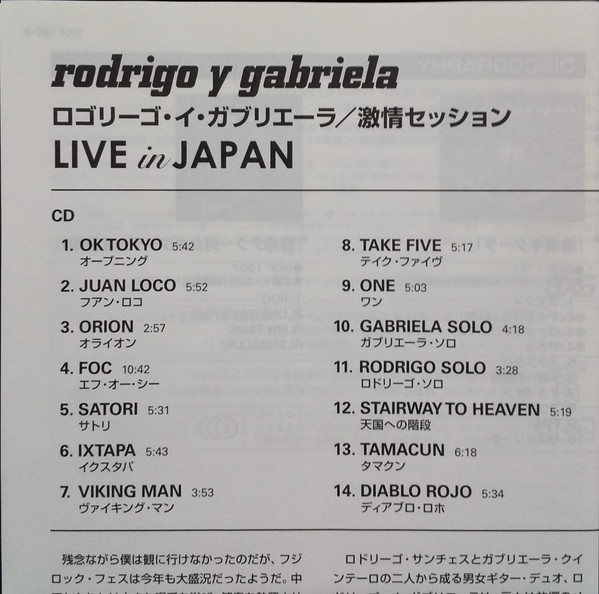 rodrigo y gabriela
ロゴリーゴ・イ・ガブリエーラ／激情セッション
LIVE in JAPAN
CD
1. OK TOKYO 5:42
オープニング
2. JUAN LOCO 5:52
フアン・ロコ
3. ORION 2:57
オライオン
4. FOC 10:42
エフ・オー・シー
5. SATORI 5:31
サトリ
6. IXTAPA 5:43
イクスタパ
7. VIKING MAN 3:53
ヴァイキング・マン
8. TAKE FIVE 5:17
テイク・ファイヴ
9. ONE 5:03
ワン
10. GABRIELA SOLO 4:18
ガブリエーラ・ソロ
11. RODRIGO SOLO 3:28
ロドリーゴ・ソロ
12. STAIRWAY TO HEAVEN 5:19
天国への階段
13. TAMACUN 6:18
タマクン
14. DIABLO ROJO 5:34
ディアブロ・ロホ
残念ながら僕は観に行けなかったのだが、フジ
ロック・フェスは今年も大盛況だったようだ。中
ロドリーゴ・サンチェスとガブリエーラ・クイ
ンテーロの二人から成る男女ギター・デュオ、ロ